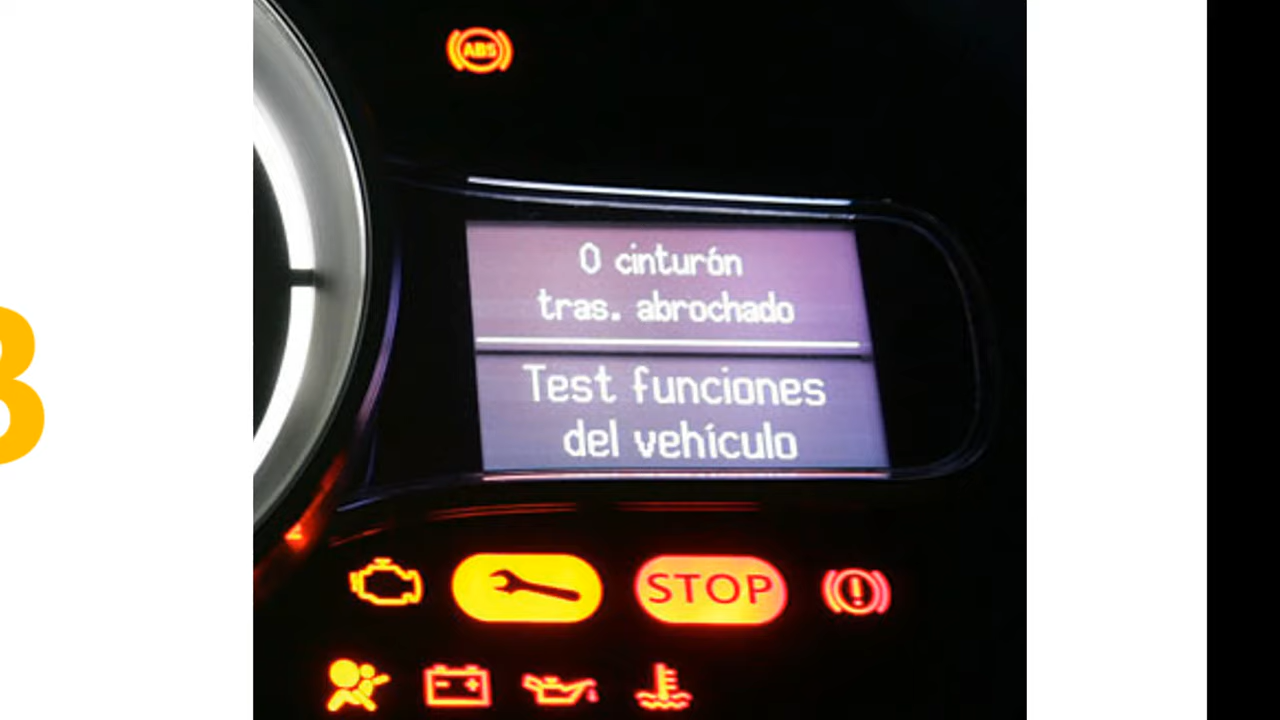 ABS
0 cinturón
tras. abrochado
Test funciones
del vehículo
STOP